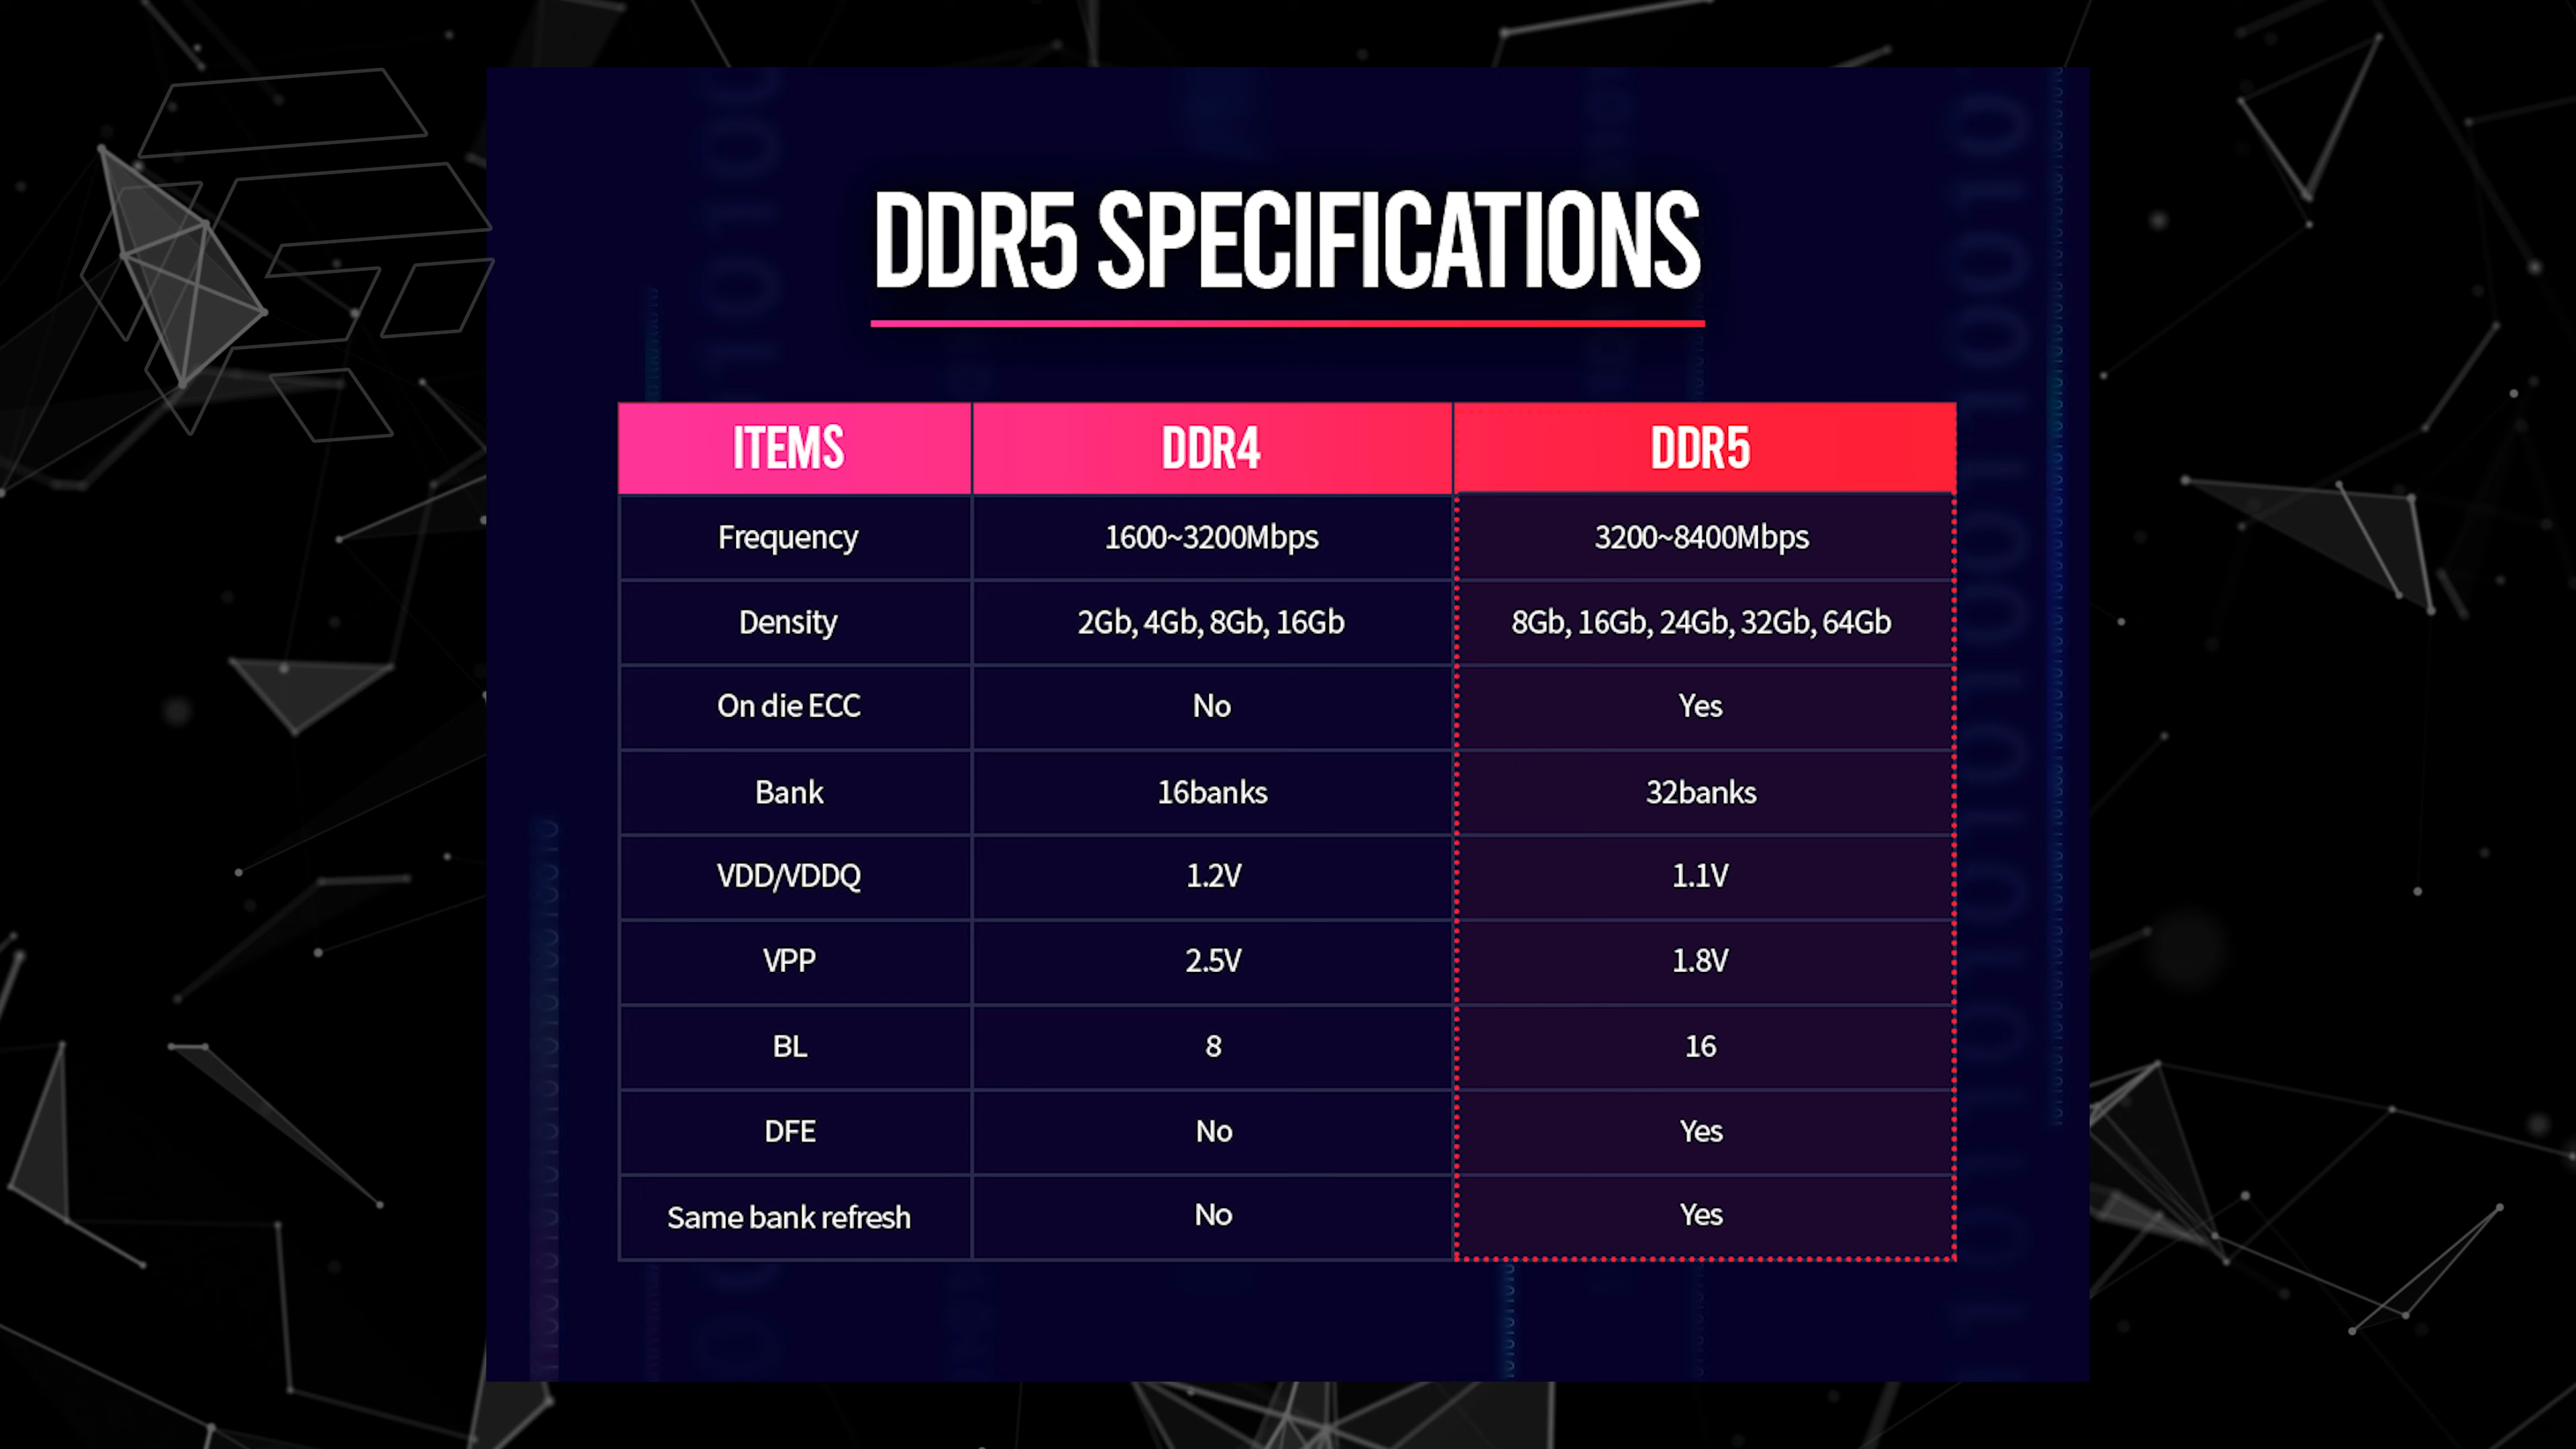 DDR5 SPECIFICATIONS
ITEMS DDR4 DDR5
Frequency 1600~3200Mbps 3200~8400Mbps
Density 2Gb, 4Gb, 8Gb, 16Gb 8Gb, 16Gb, 24Gb, 32Gb, 64Gb
On die ECC No Yes
Bank 16banks 32banks
VDD/VDDQ 1.2V 1.1V
VPP 2.5V 1.8V
BL 8 16
DFE No Yes
Same bank refresh No Yes